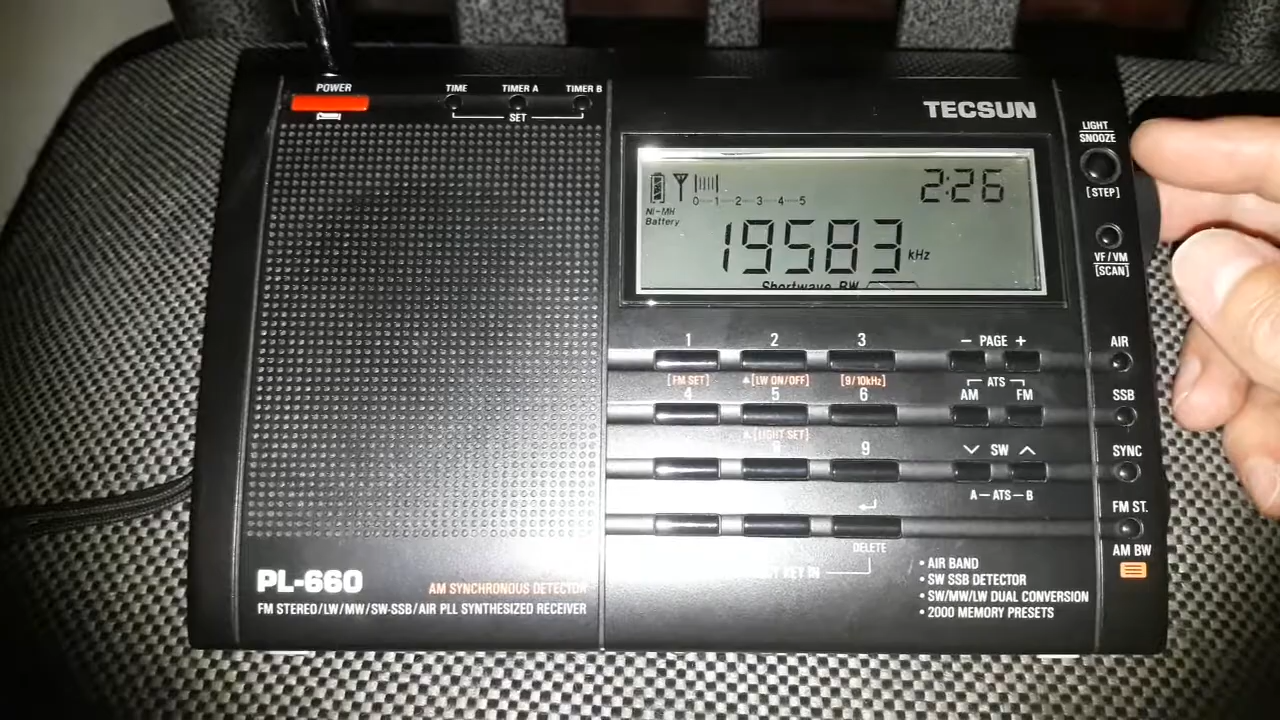 POWER
TIME TIMER A TIMER B
SET
TECSUN
LIGHT
SNOOZE
[STEP]
VF/VM
[SCAN]
0 1 2 3 4 5
2:26
Ni-MH
Battery
19583 kHz
Shortwave BW
1 2 3 - PAGE +
AIR
[FM SET] [LW ON/OFF] [9/10kHz]
ATS
4 5 6 AM FM
SSB
[LIGHT SET]
9 SW
SYNC
A-ATS-B
FM ST.
DELETE
AM BW
KEY IN
PL-660
AM SYNCHRONOUS DETECTOR
FM STEREO/LW/MW/SW-SSB/AIR PLL SYNTHESIZED RECEIVER
• AIR BAND
• SW SSB DETECTOR
• SW/MW/LW DUAL CONVERSION
• 2000 MEMORY PRESETS